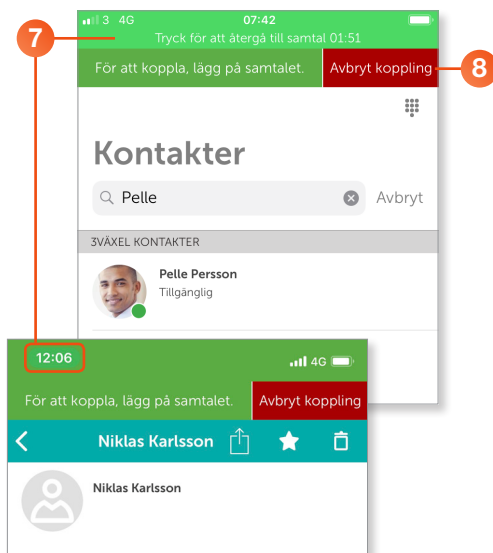 3 4G 07:42
7
Tryck för att återgå till samtal 01:51
För att koppla, lägg på samtalet. Avbryt koppling
8
Kontakter
Pelle Avbryt
3VÄXEL KONTAKTER
Pelle Persson
Tillgänglig
12:06 4G
För att koppla, lägg på samtalet. Avbryt koppling
Niklas Karlsson
Niklas Karlsson